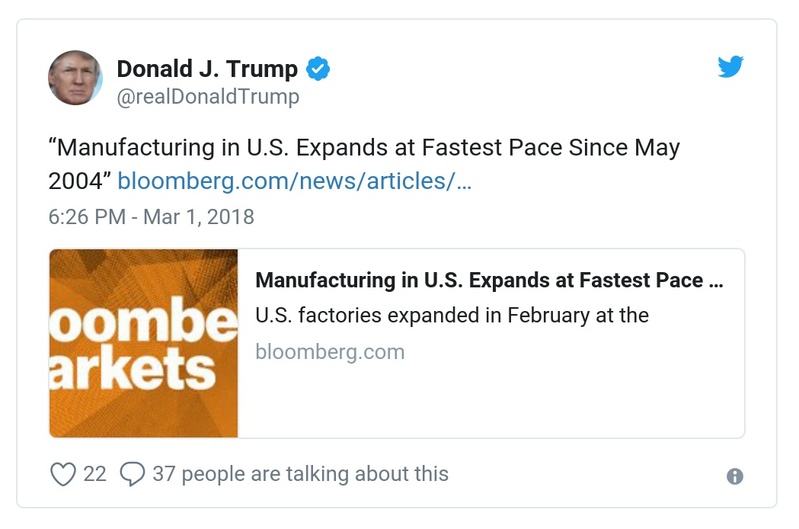 Donald J. Trump
@realDonaldTrump
“Manufacturing in U.S. Expands at Fastest Pace Since May
2004” bloomberg.com/news/articles/…
6:26 PM - Mar 1, 2018
oombe
arkets
Manufacturing in U.S. Expands at Fastest Pace ...
U.S. factories expanded in February at the
bloomberg.com
22 37 people are talking about this